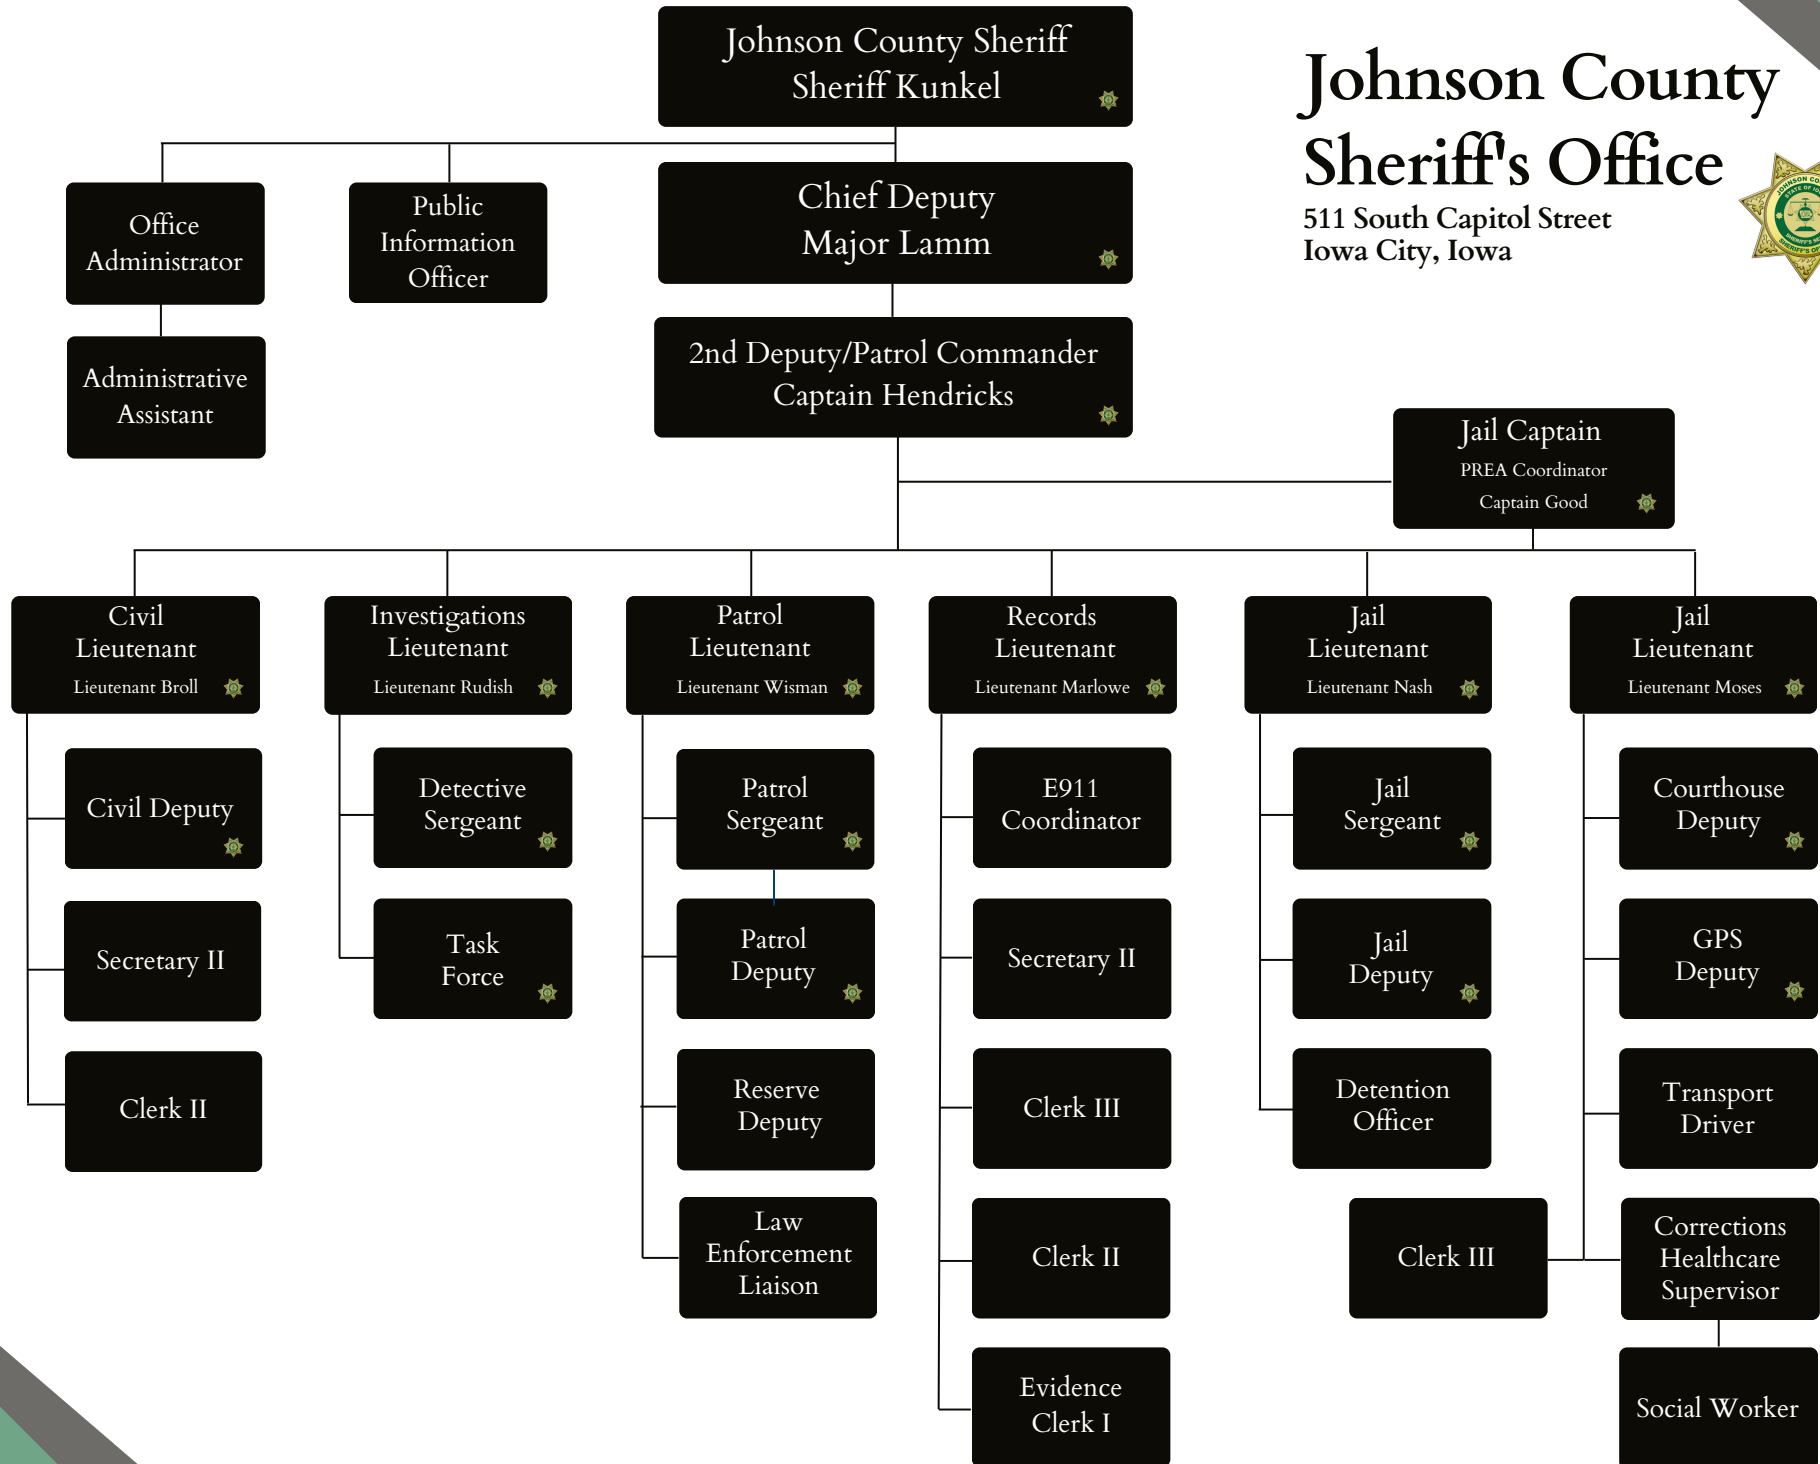 Johnson County Sheriff
Sheriff Kunkel
Johnson County
Sheriff's Office
511 South Capitol Street
Iowa City, Iowa
Office
Administrator
Public
Information
Officer
Chief Deputy
Major Lamm
Administrative
Assistant
2nd Deputy/Patrol Commander
Captain Hendricks
Jail Captain
PREA Coordinator
Captain Good
Civil
Lieutenant
Lieutenant Broll
Investigations
Lieutenant
Lieutenant Rudish
Patrol
Lieutenant
Lieutenant Wisman
Records
Lieutenant
Lieutenant Marlowe
Jail
Lieutenant
Lieutenant Nash
Jail
Lieutenant
Lieutenant Moses
Civil Deputy
Detective
Sergeant
Patrol
Sergeant
E911
Coordinator
Jail
Sergeant
Courthouse
Deputy
Secretary II
Task
Force
Patrol
Deputy
Secretary II
Jail
Deputy
GPS
Deputy
Clerk II
Reserve
Deputy
Clerk III
Detention
Officer
Transport
Driver
Law
Enforcement
Liaison
Clerk II
Clerk III
Corrections
Healthcare
Supervisor
Evidence
Clerk I
Social Worker